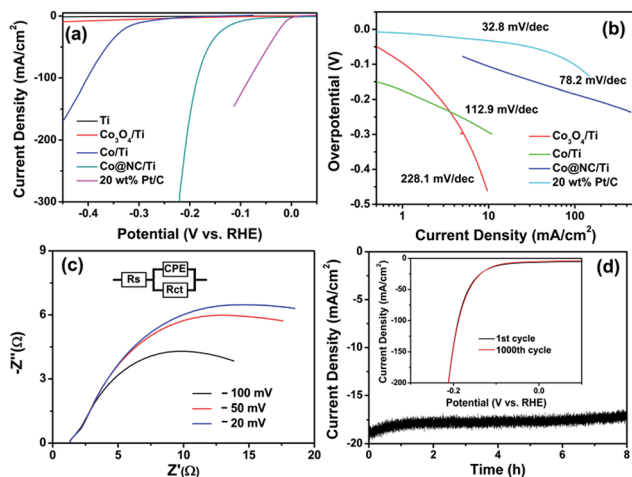 (a)
Current Density (mA/cm²)
0
-100
-200
-300
Ti
Co₃O₄/Ti
Co/Ti
Co@NC/Ti
20 wt% Pt/C
-0.4 -0.3 -0.2 -0.1 0.0
Potential (V vs. RHE)
(b)
Overpotential (V)
0.0
-0.1
-0.2
-0.3
-0.4
-0.5
32.8 mV/dec
78.2 mV/dec
112.9 mV/dec
228.1 mV/dec
Co₃O₄/Ti
Co/Ti
Co@NC/Ti
20 wt% Pt/C
1 10 100
Current Density (mA/cm²)
(c)
-Z''(Ω)
-9
-6
-3
0
Rs
CPE
Rct
− 100 mV
− 50 mV
− 20 mV
0 5 10 15 20
Z'(Ω)
(d)
Current Density (mA/cm²)
0
-5
-10
-15
-20
Current Density (mA/cm²)
0
-50
-100
-150
-200
1st cycle
1000th cycle
-0.2 0.0
Potential (V vs. RHE)
0 2 4 6 8
Time (h)